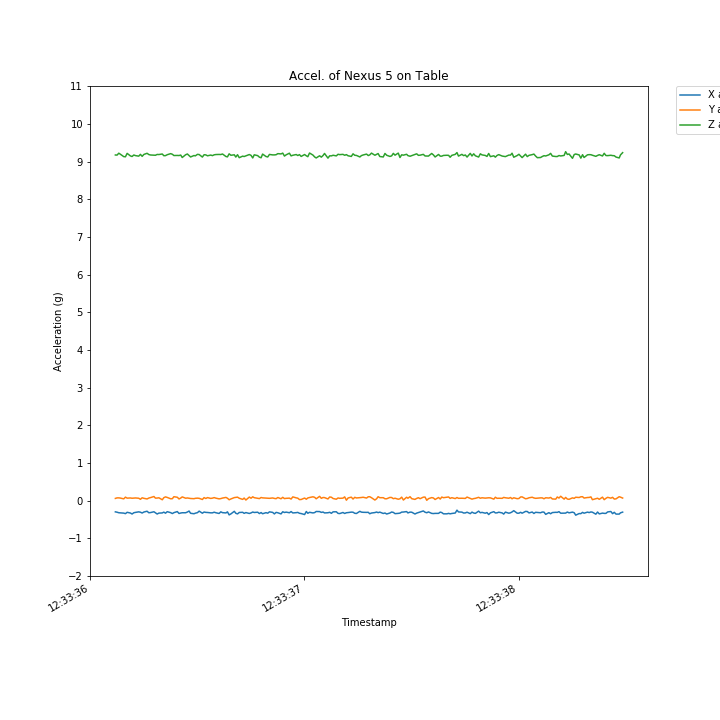 Accel. of Nexus 5 on Table
X a
Y a
Z a
11
10
9
8
7
6
5
4
3
2
1
0
−1
−2
Acceleration (g)
12:33:36
12:33:37
12:33:38
Timestamp